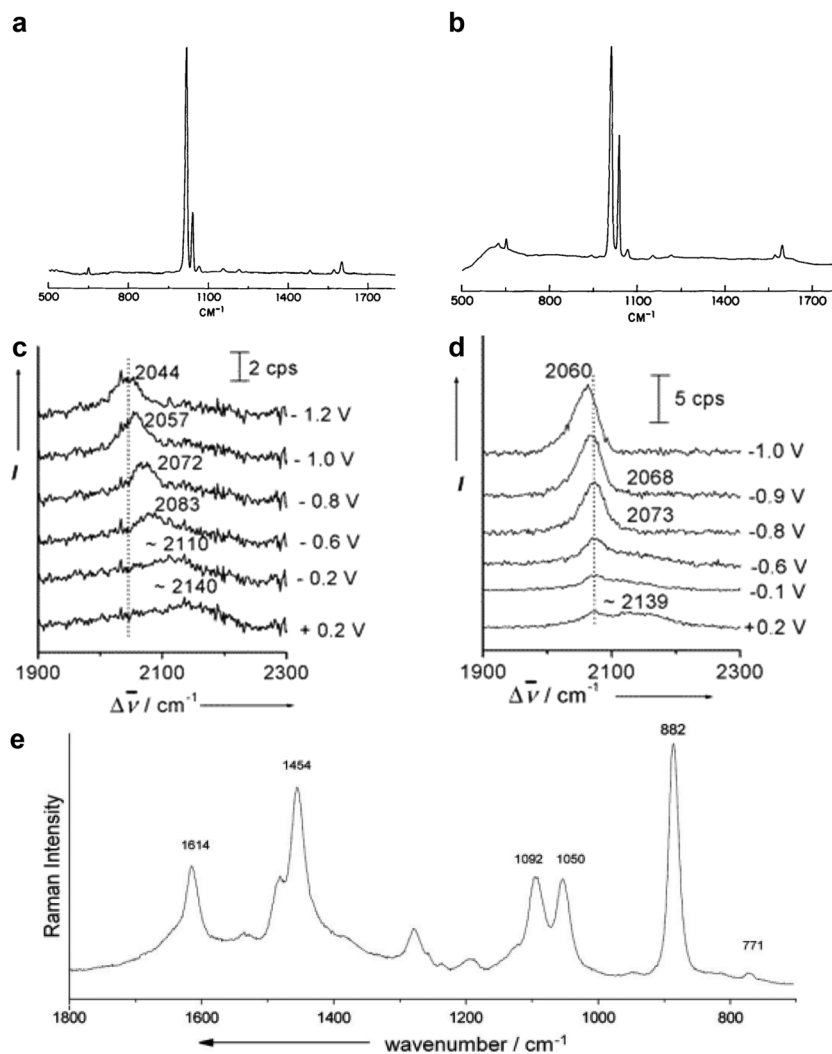 a
b
500 800 1100 1400 1700
CM⁻¹
500 800 1100 1400 1700
CM⁻¹
c
2 cps
2044
- 1.2 V
2057
- 1.0 V
2072
- 0.8 V
2083
- 0.6 V
~ 2110
- 0.2 V
~ 2140
+ 0.2 V
I
1900 2100 2300
Δν̄ / cm⁻¹
d
5 cps
2060
-1.0 V
2068
-0.9 V
2073
-0.8 V
-0.6 V
-0.1 V
~ 2139
+0.2 V
I
1900 2100 2300
Δν̄ / cm⁻¹
e
882
1454
1614
1092 1050
771
Raman Intensity
1800 1600 1400 1200 1000 800
wavenumber / cm⁻¹